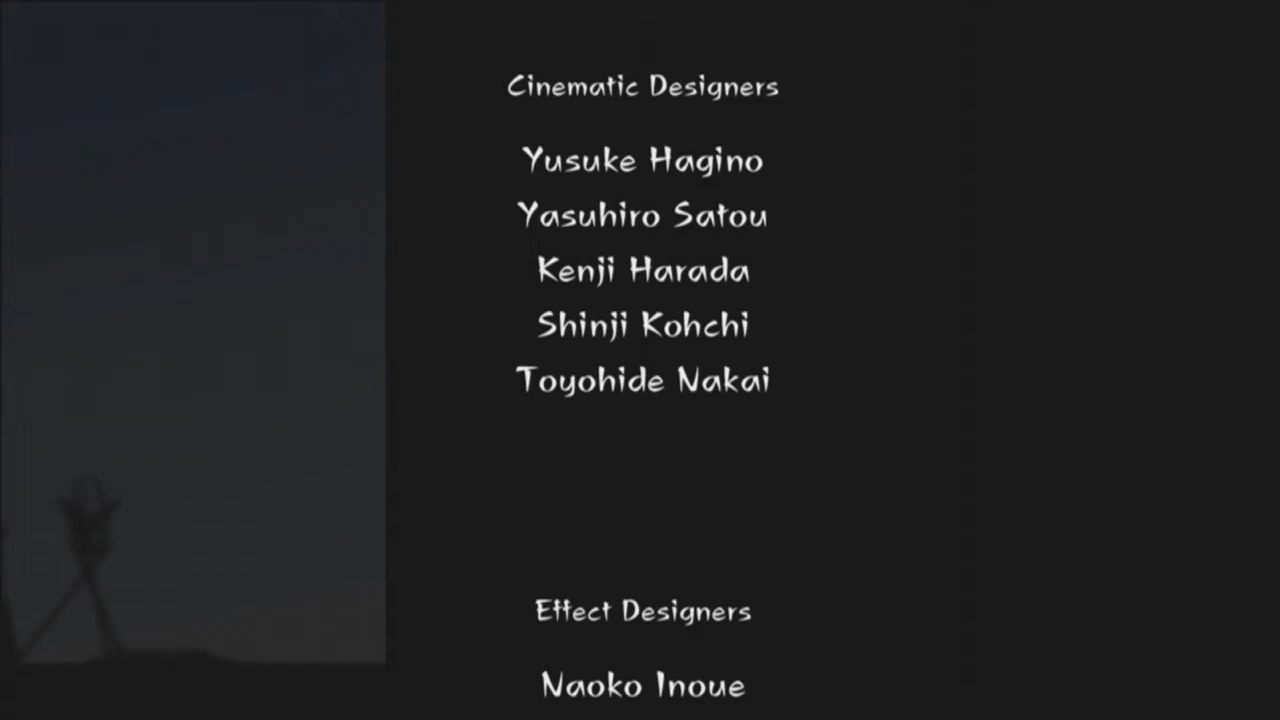 Cinematic Designers
Yusuke Hagino
Yasuhiro Satou
Kenji Harada
Shinji Kohchi
Toyohide Nakai
Effect Designers
Naoko Inoue